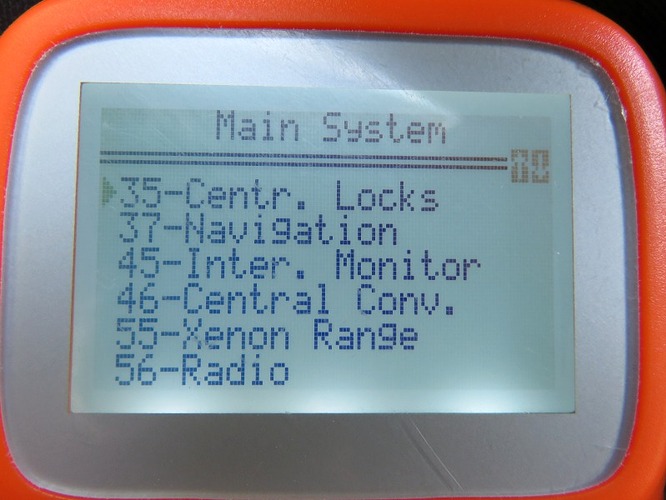 Main System
35-Centr. Locks
37-Navigation
45-Inter. Monitor
46-Central Conv.
55-Xenon Range
56-Radio